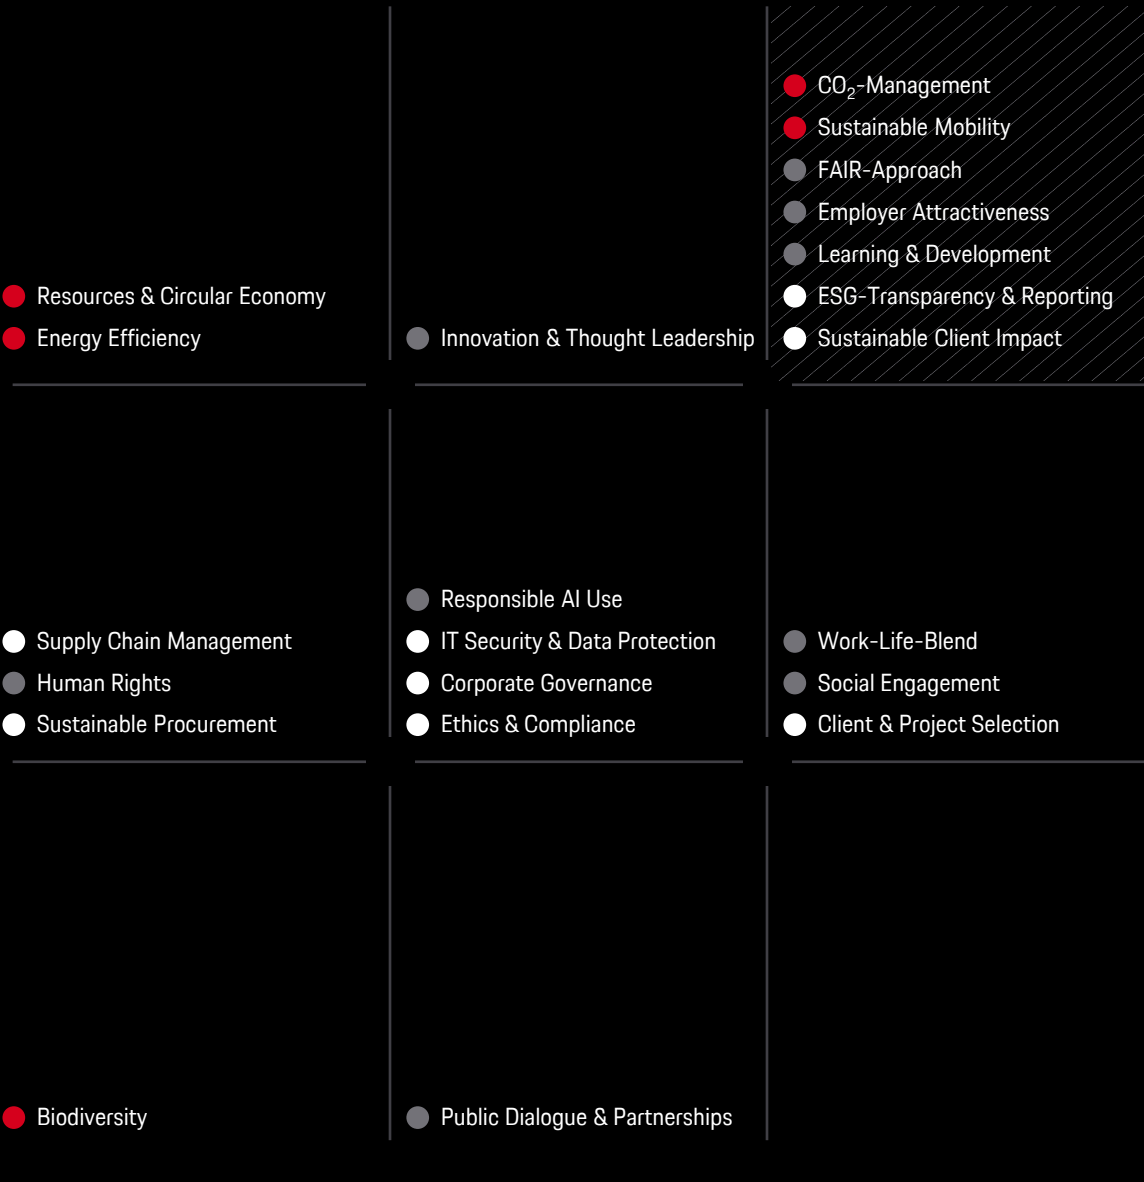 CO₂-Management
Sustainable Mobility
FAIR-Approach
Employer Attractiveness
Learning & Development
Resources & Circular Economy
ESG-Transparency & Reporting
Energy Efficiency
Innovation & Thought Leadership
Sustainable Client Impact
Responsible AI Use
Supply Chain Management
IT Security & Data Protection
Work-Life-Blend
Human Rights
Corporate Governance
Social Engagement
Sustainable Procurement
Ethics & Compliance
Client & Project Selection
Biodiversity
Public Dialogue & Partnerships